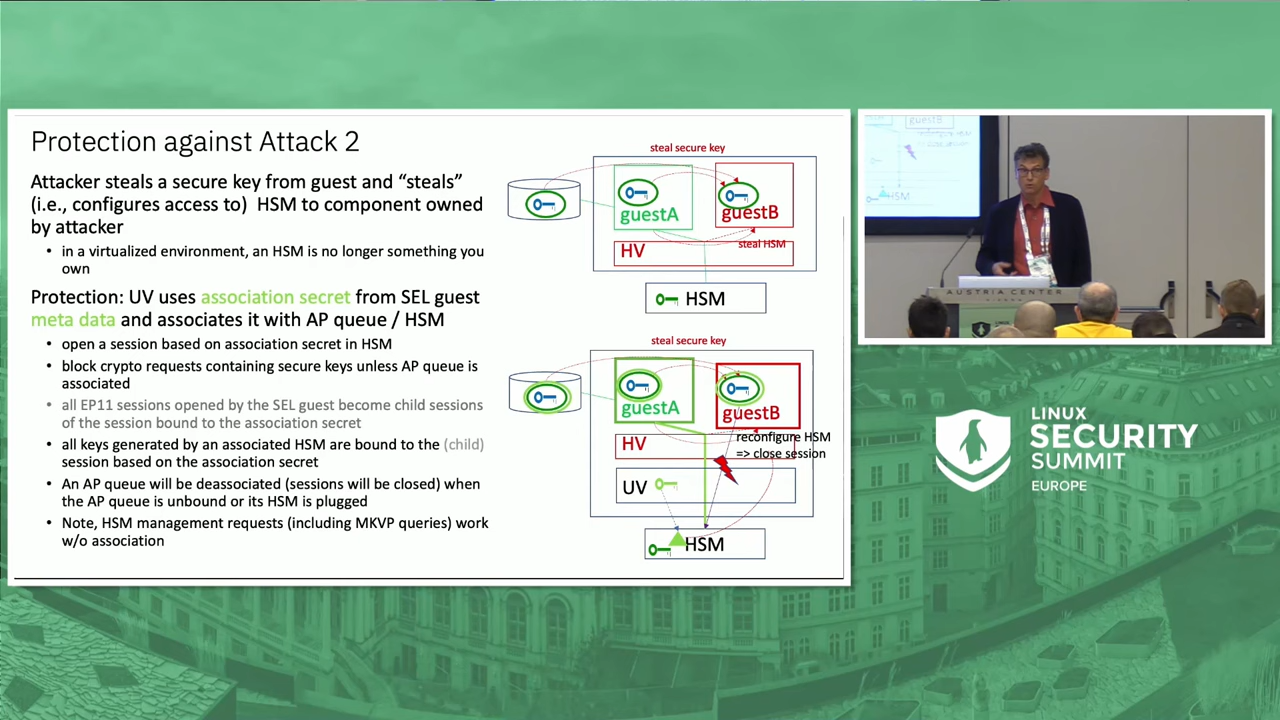 Protection against Attack 2
Attacker steals a secure key from guest and “steals”
(i.e., configures access to) HSM to component owned
by attacker
• in a virtualized environment, an HSM is no longer something you
own
Protection: UV uses association secret from SEL guest
meta data and associates it with AP queue / HSM
• open a session based on association secret in HSM
• block crypto requests containing secure keys unless AP queue is
associated
• all EP11 sessions opened by the SEL guest become child sessions
of the session bound to the association secret
• all keys generated by an associated HSM are bound to the (child)
session based on the association secret
• An AP queue will be deassociated (sessions will be closed) when
the AP queue is unbound or its HSM is plugged
• Note, HSM management requests (including MKVP queries) work
w/o association
steal secure key
guestA
guestB
HV
steal HSM
HSM
steal secure key
guestA
guestB
HV
reconfigure HSM
=> close session
UV
HSM
guestB
HSM
AUSTRIA CENTER
LINUX
SECURITY
SUMMIT
EUROPE